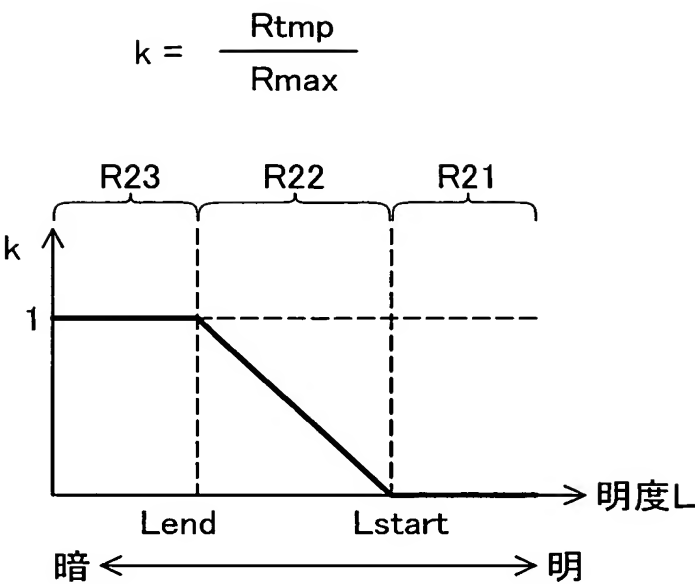 k = Rtmp / Rmax
R23 R22 R21
k
1
明度L
Lend Lstart
暗 明